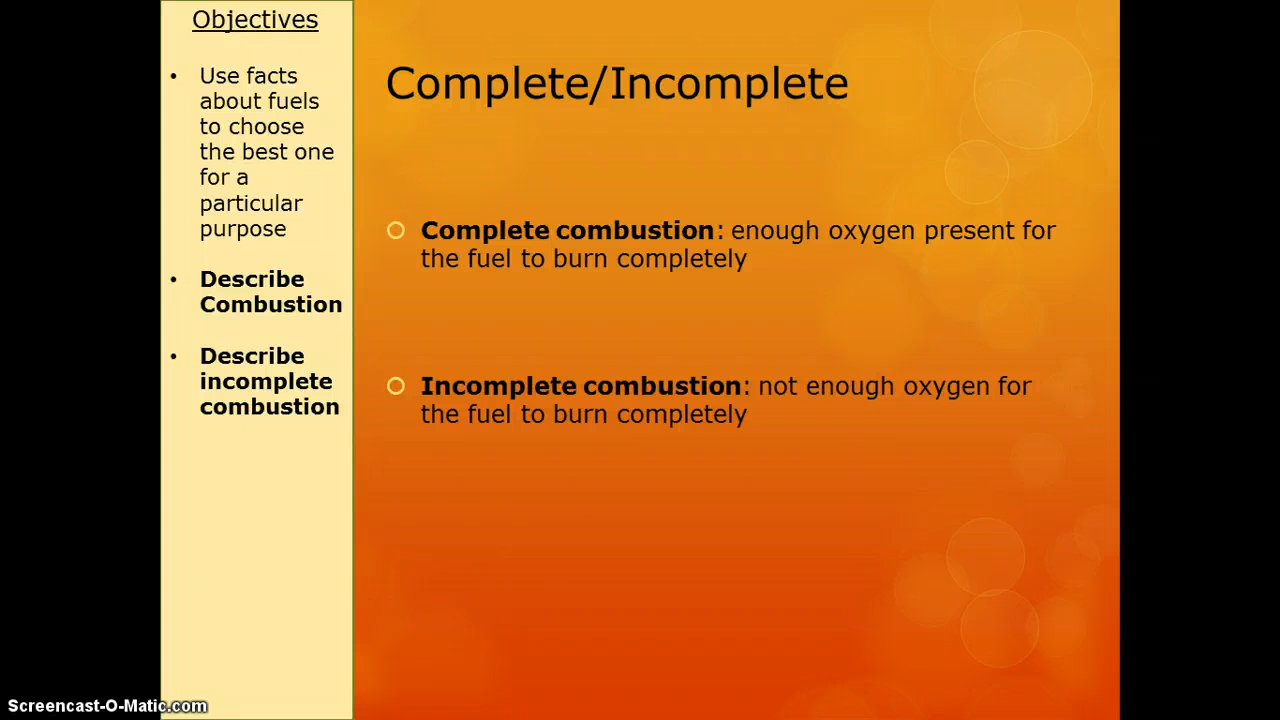 Objectives
• Use facts
about fuels
to choose
the best one
for a
particular
purpose
• Describe
Combustion
• Describe
incomplete
combustion
Complete/Incomplete
Complete combustion: enough oxygen present for
the fuel to burn completely
Incomplete combustion: not enough oxygen for
the fuel to burn completely
Screencast-O-Matic.com